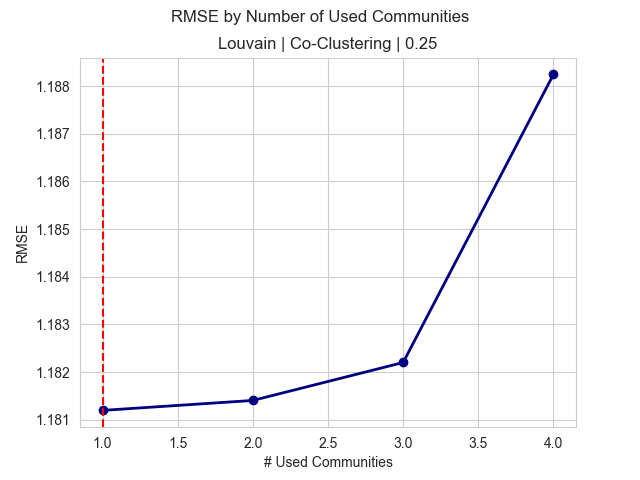 RMSE by Number of Used Communities
Louvain | Co-Clustering | 0.25
1.188
1.187
1.186
1.185
1.184
1.183
1.182
1.181
RMSE
1.0 1.5 2.0 2.5 3.0 3.5 4.0
# Used Communities